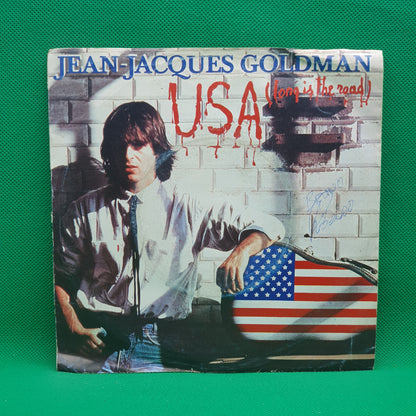 JEAN-JACQUES GOLDMAN
USA (long is the road)